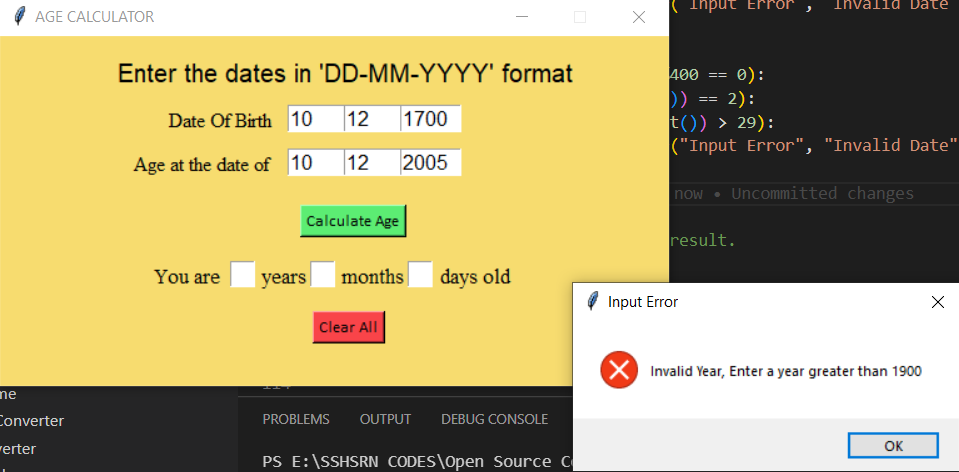 AGE CALCULATOR
("Input Error", "Invalid Date
Enter the dates in 'DD-MM-YYYY' format
400 == 0):
)) == 2):
Date Of Birth 10 12 1700
t()) > 29):
("Input Error", "Invalid Date"
Age at the date of 10 12 2005
now • Uncommitted changes
Calculate Age
result.
You are years months days old
Input Error
Clear All
Invalid Year, Enter a year greater than 1900
OK
me
Converter
verter
PROBLEMS OUTPUT DEBUG CONSOLE
PS E:\SSHSRN CODES\Open Source Co